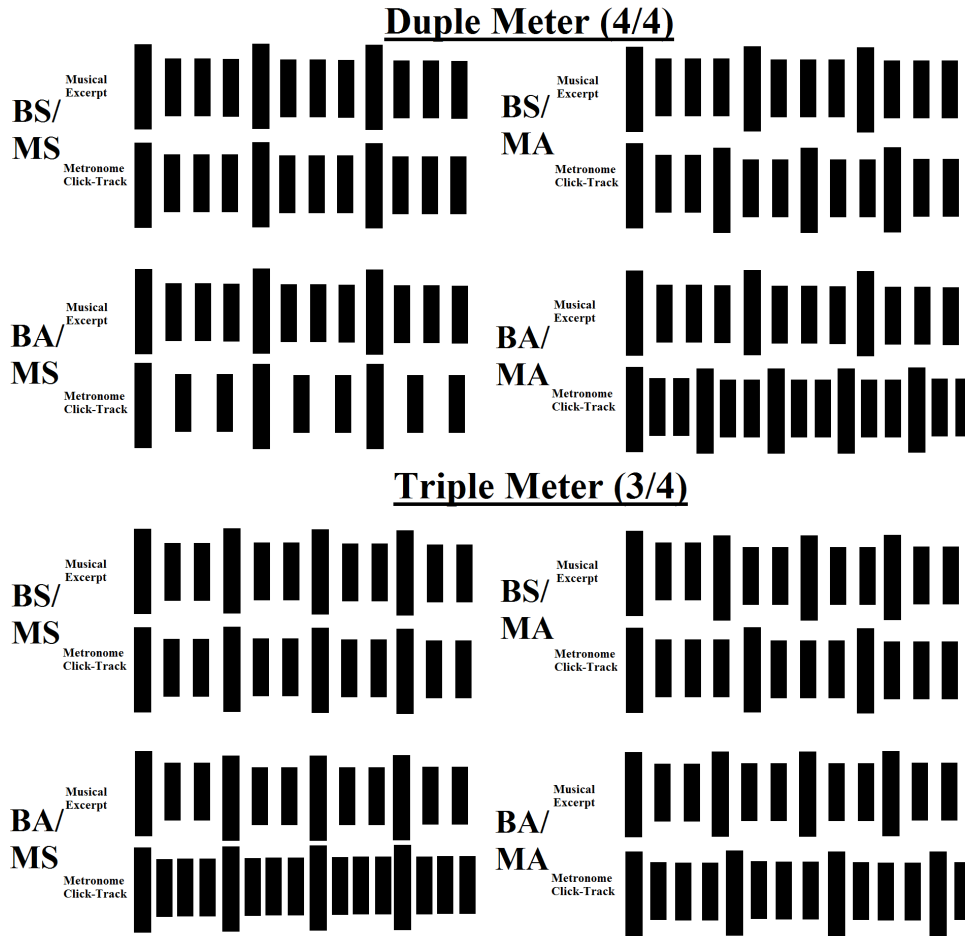 Duple Meter (4/4)
BS/
MS
Musical
Excerpt
Metronome
Click-Track
BS/
MA
Musical
Excerpt
Metronome
Click-Track
BA/
MS
Musical
Excerpt
Metronome
Click-Track
BA/
MA
Musical
Excerpt
Metronome
Click-Track
Triple Meter (3/4)
BS/
MS
Musical
Excerpt
Metronome
Click-Track
BS/
MA
Musical
Excerpt
Metronome
Click-Track
BA/
MS
Musical
Excerpt
Metronome
Click-Track
BA/
MA
Musical
Excerpt
Metronome
Click-Track